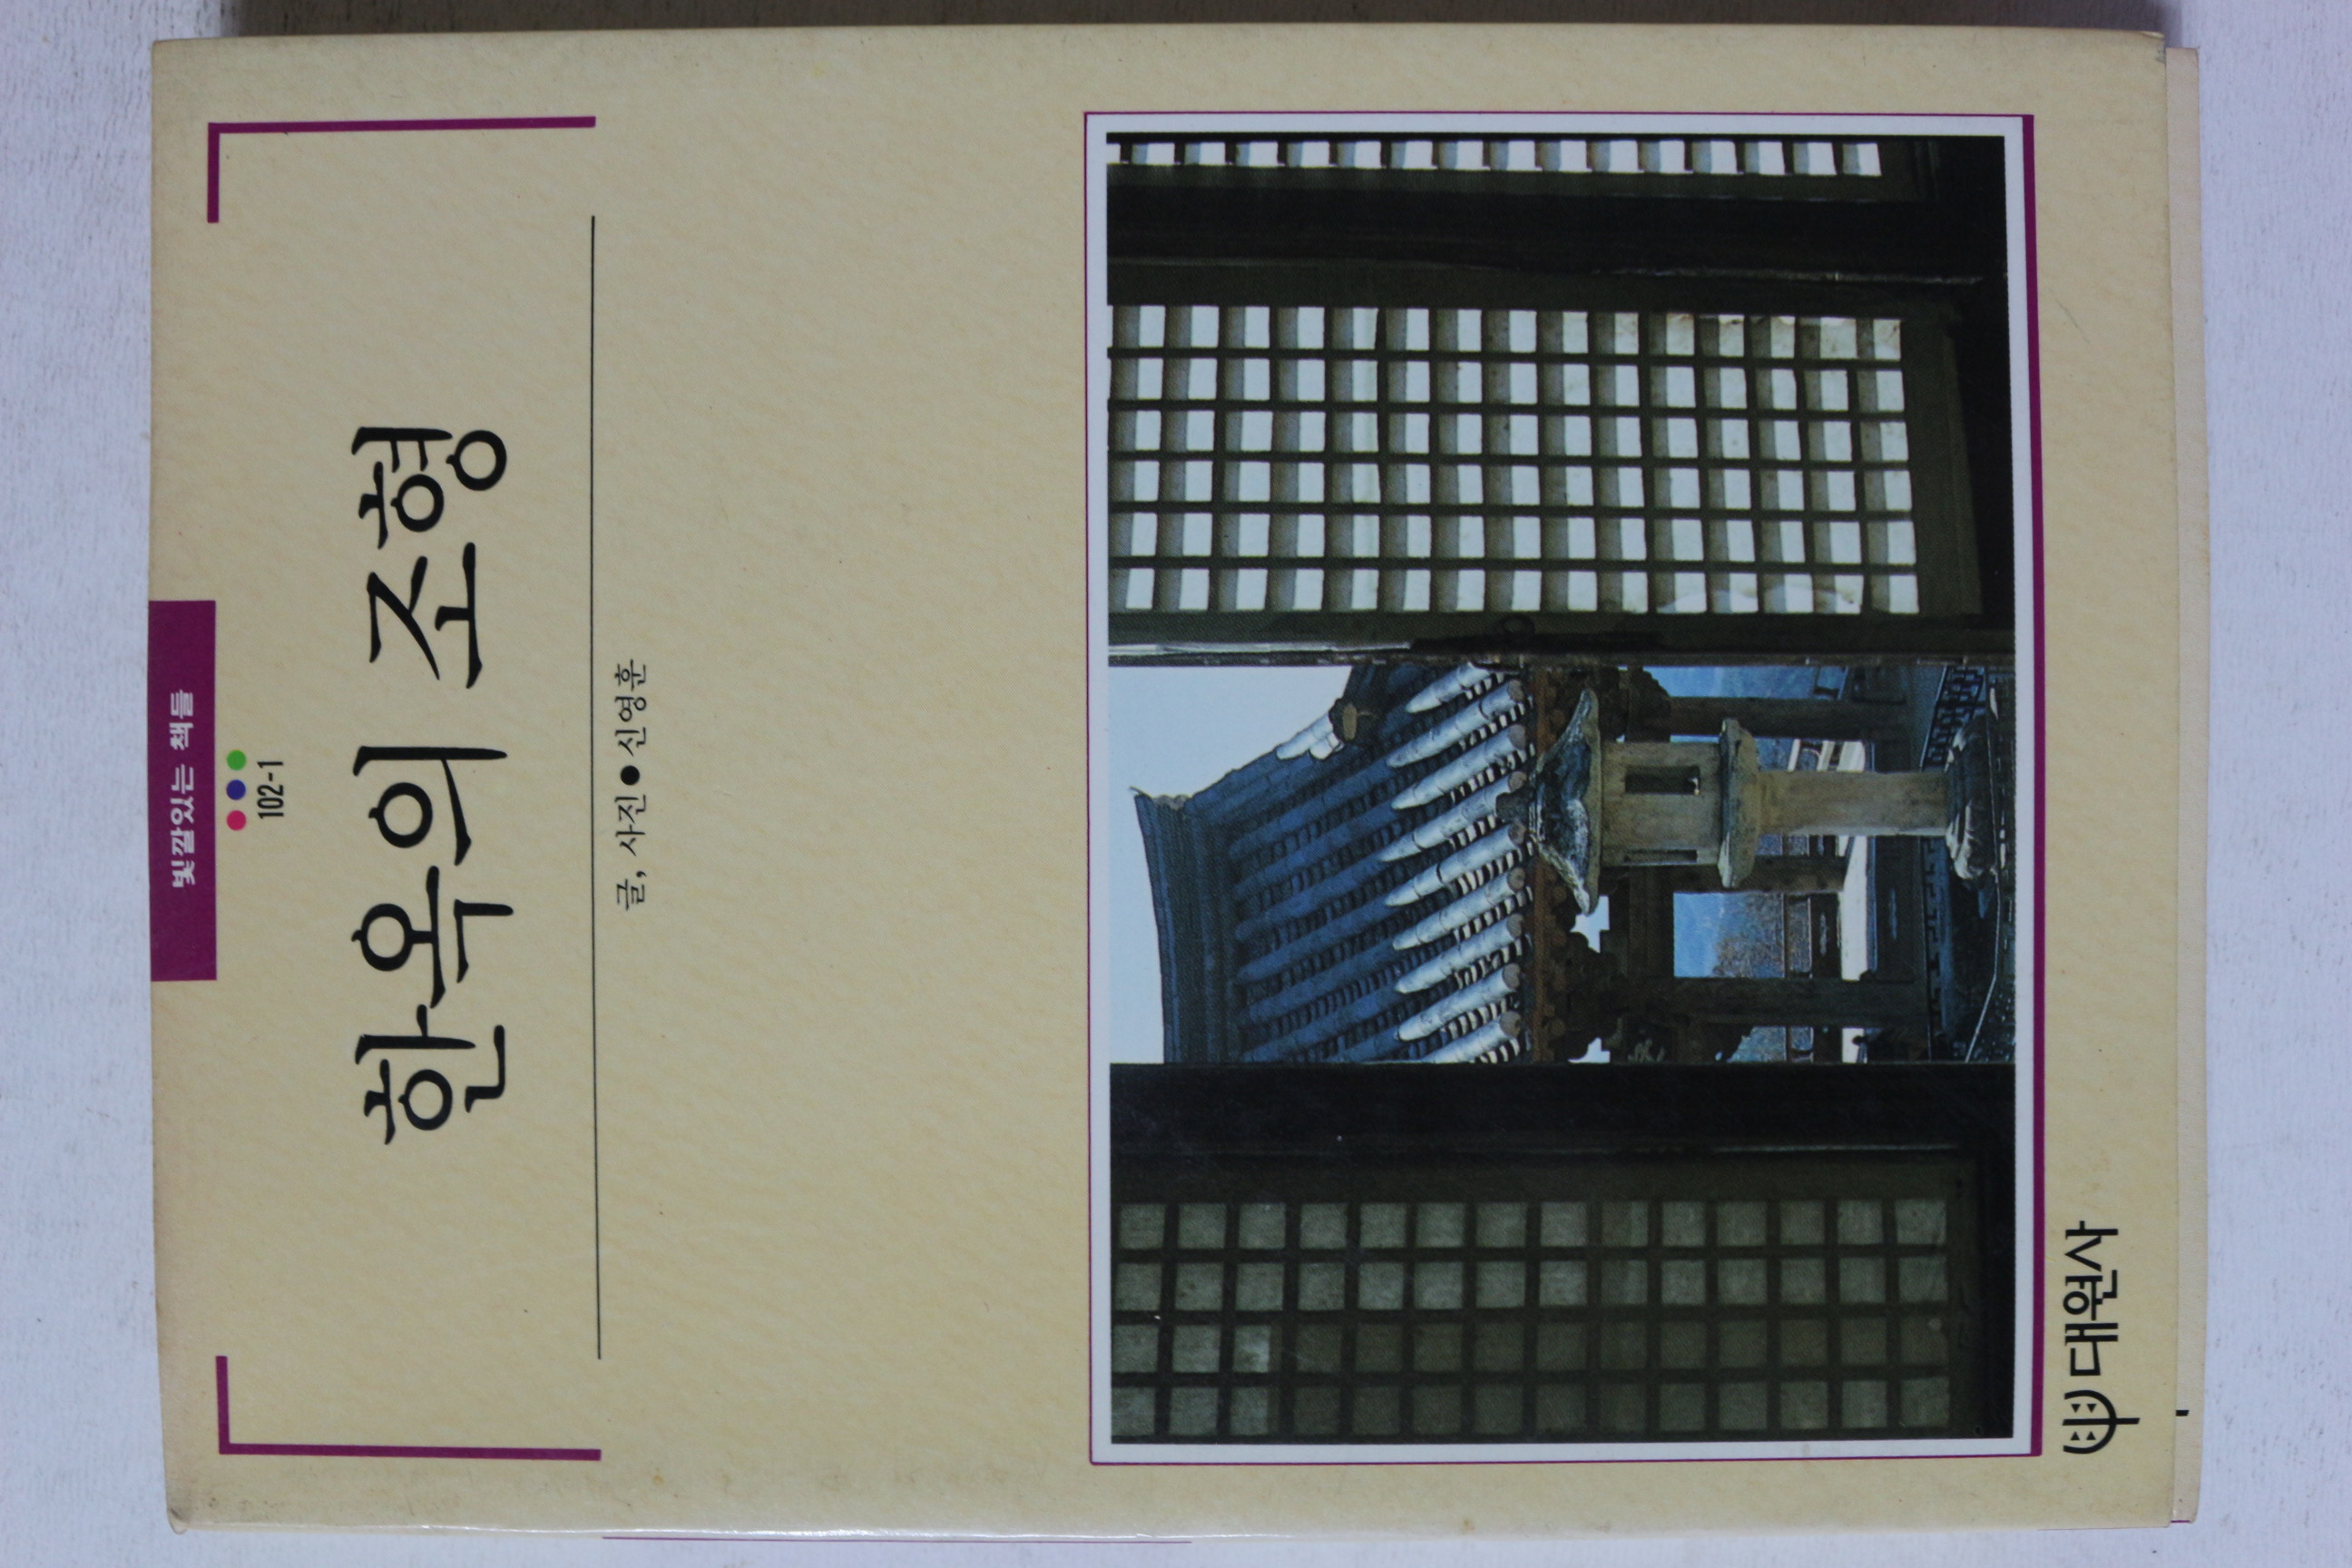 빛깔있는 책들
102-1
한옥의 조형
글, 사진●신영훈
대원사